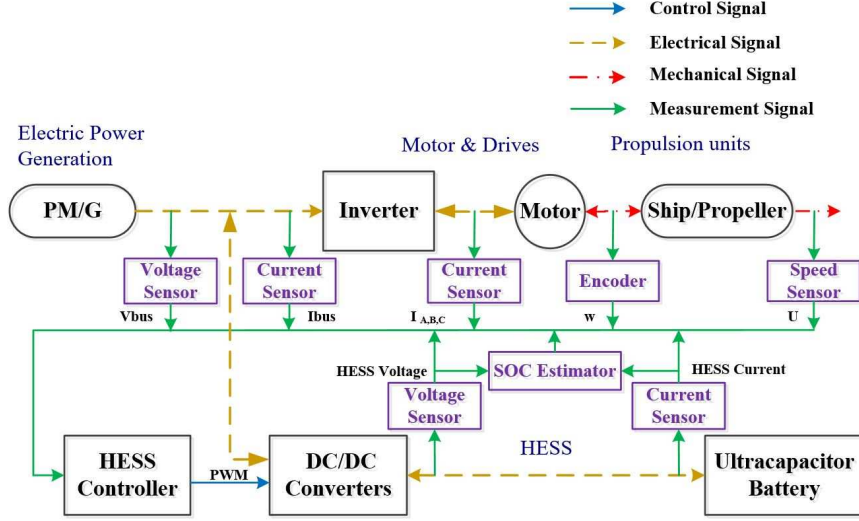 Control Signal
Electrical Signal
Mechanical Signal
Measurement Signal
Electric Power
Generation
Motor & Drives
Propulsion units
PM/G
Inverter
Motor
Ship/Propeller
Voltage
Sensor
Current
Sensor
Current
Sensor
Encoder
Speed
Sensor
Vbus
Ibus
I A,B,C
w
U
HESS Voltage
SOC Estimator
HESS Current
Voltage
Sensor
Current
Sensor
HESS
HESS
Controller
PWM
DC/DC
Converters
Ultracapacitor
Battery